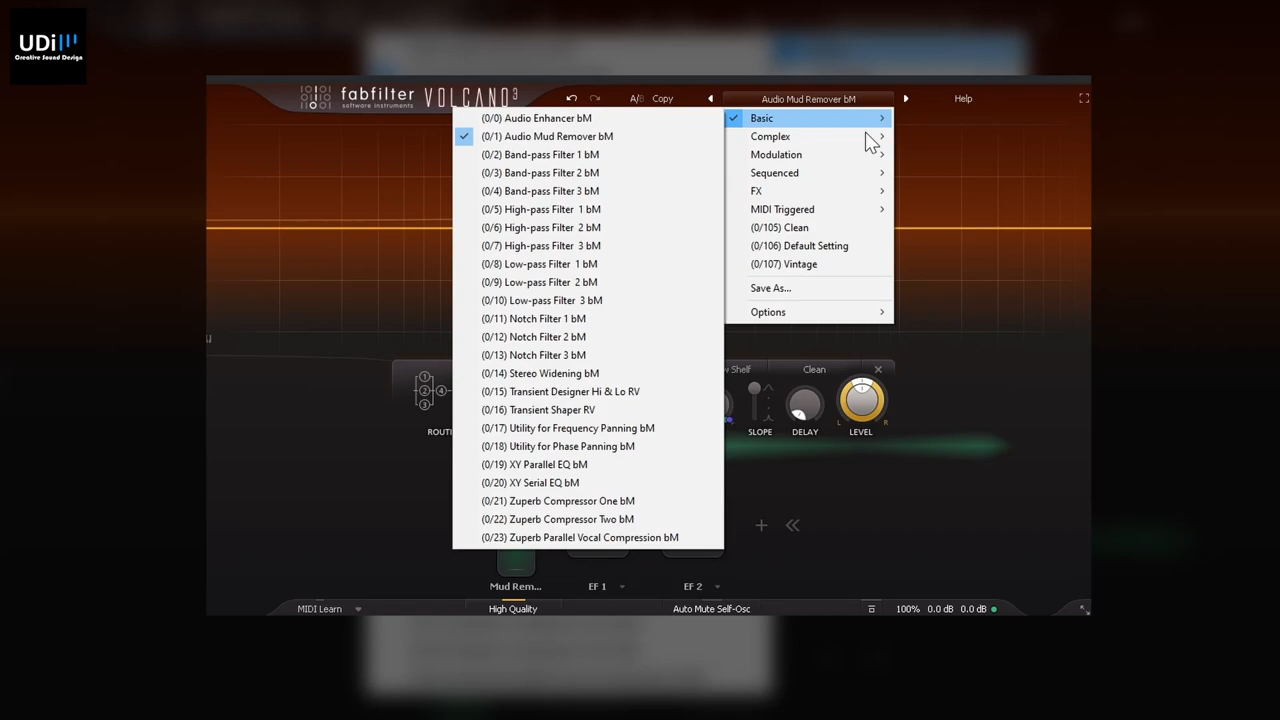 UDi
Creative Sound Design
fabfilter
software instruments
VOLCANO 3
A/B Copy
Audio Mud Remover bM
Help
(0/0) Audio Enhancer bM
(0/1) Audio Mud Remover bM
(0/2) Band-pass Filter 1 bM
(0/3) Band-pass Filter 2 bM
(0/4) Band-pass Filter 3 bM
(0/5) High-pass Filter 1 bM
(0/6) High-pass Filter 2 bM
(0/7) High-pass Filter 3 bM
(0/8) Low-pass Filter 1 bM
(0/9) Low-pass Filter 2 bM
(0/10) Low-pass Filter 3 bM
(0/11) Notch Filter 1 bM
(0/12) Notch Filter 2 bM
(0/13) Notch Filter 3 bM
(0/14) Stereo Widening bM
(0/15) Transient Designer Hi & Lo RV
(0/16) Transient Shaper RV
(0/17) Utility for Frequency Panning bM
(0/18) Utility for Phase Panning bM
(0/19) XY Parallel EQ bM
(0/20) XY Serial EQ bM
(0/21) Zuperb Compressor One bM
(0/22) Zuperb Compressor Two bM
(0/23) Zuperb Parallel Vocal Compression bM
Basic
Complex
Modulation
Sequenced
FX
MIDI Triggered
(0/105) Clean
(0/106) Default Setting
(0/107) Vintage
Save As...
Options
Shelf
Clean
1
2
3
4
L
R
ROUTI
SLOPE
DELAY
LEVEL
Mud Rem...
EF 1
EF 2
MIDI Learn
High Quality
Auto Mute Self-Osc
100% 0.0 dB 0.0 dB